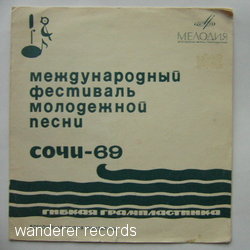 МЕЛОДИЯ
МЕЖДУНАРОДНЫЙ
ФЕСТИВАЛЬ
МОЛОДЕЖНОЙ
ПЕСНИ
СОЧИ-69
ГИБКАЯ ГРАМПЛАСТИНКА
wanderer records